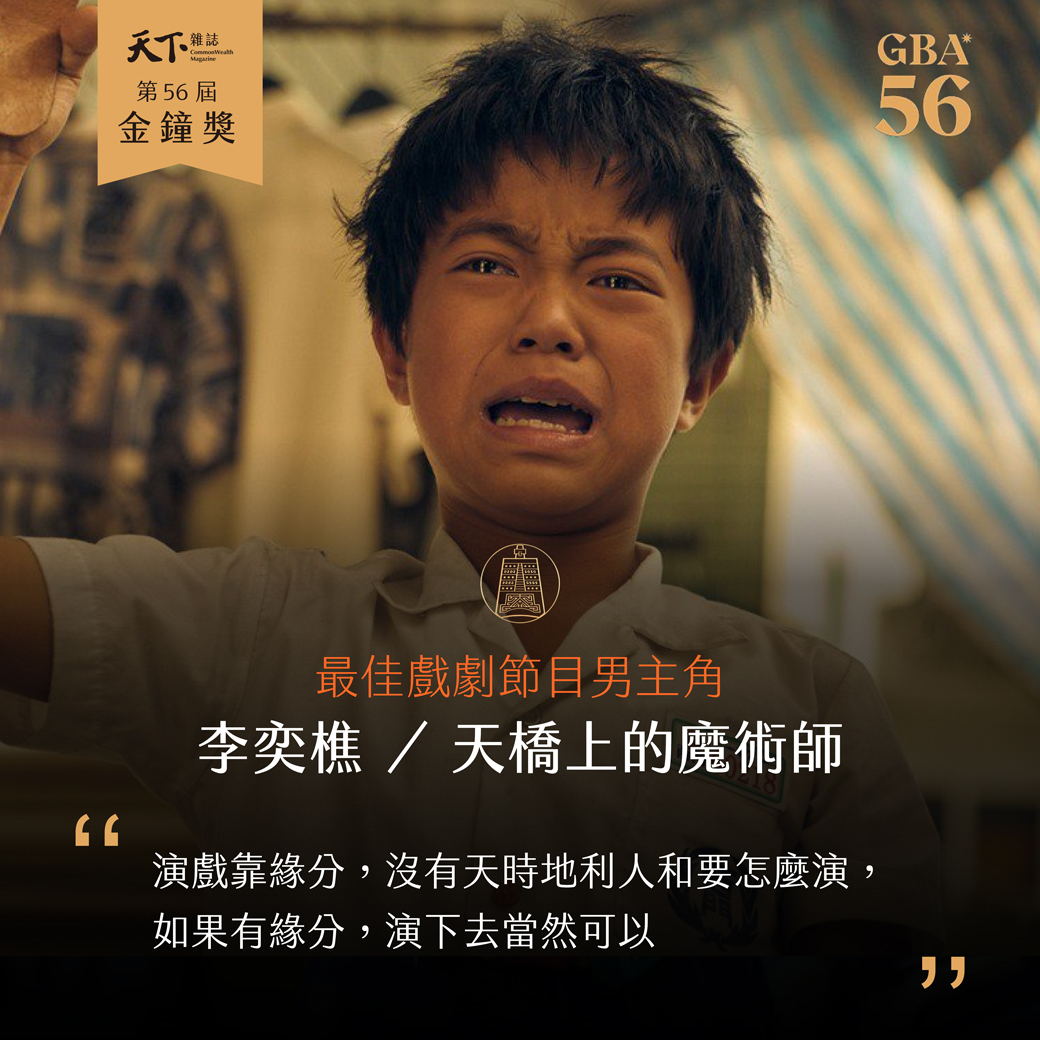 天下雜誌
CommonWealth
Magazine
第56屆
金鐘獎
GBA*
56
最佳戲劇節目男主角
李奕樵 / 天橋上的魔術師
“
演戲靠緣分，沒有天時地利人和要怎麼演，
如果有緣分，演下去當然可以
”